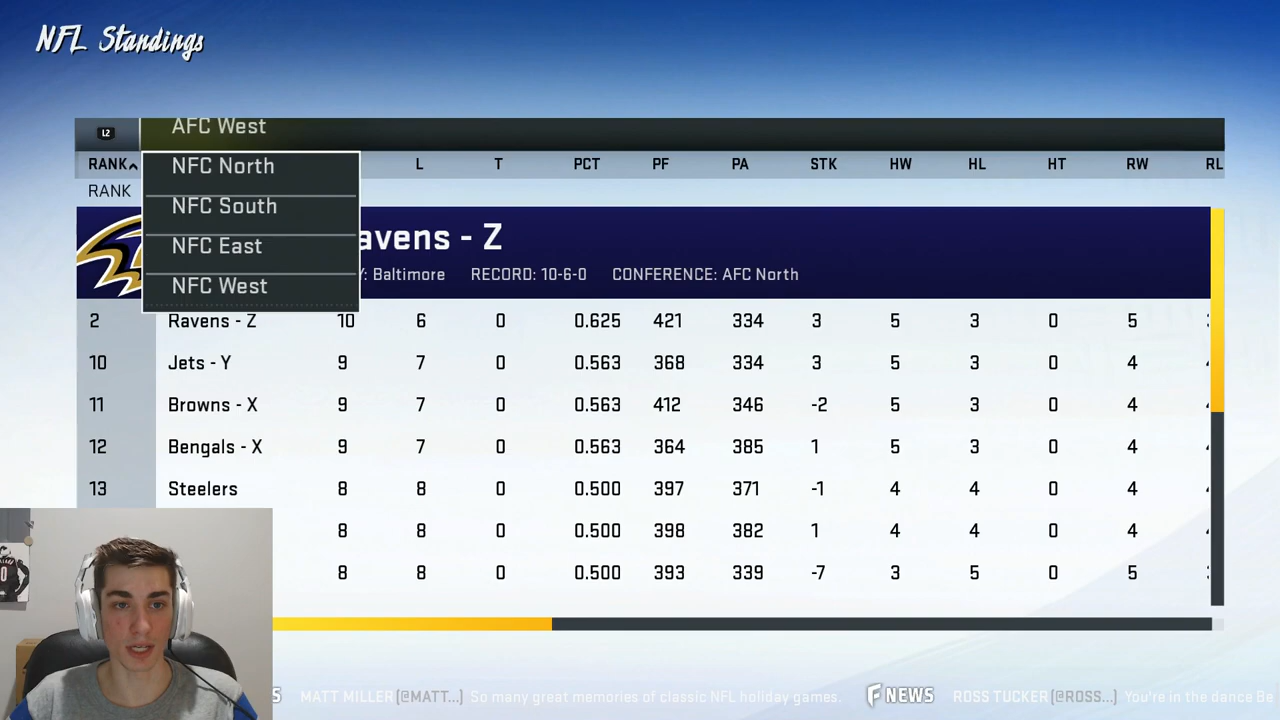 NFL Standings
L2
AFC West
RANK L T PCT PF PA STK HW HL HT RW RL
NFC North
RANK
NFC South
NFC East
NFC West
avens - Z
Y: Baltimore RECORD: 10-6-0 CONFERENCE: AFC North
2 Ravens - Z 10 6 0 0.625 421 334 3 5 3 0 5
10 Jets - Y 9 7 0 0.563 368 334 3 5 3 0 4
11 Browns - X 9 7 0 0.563 412 346 -2 5 3 0 4
12 Bengals - X 9 7 0 0.563 364 385 1 5 3 0 4
13 Steelers 8 8 0 0.500 397 371 -1 4 4 0 4
8 8 0 0.500 398 382 1 4 4 0 4
8 8 0 0.500 393 339 -7 3 5 0 5
S MATT MILLER (@MATT...) So many great memories of classic NFL holiday games. F NEWS ROSS TUCKER (@ROSS...) You're in the dance Be